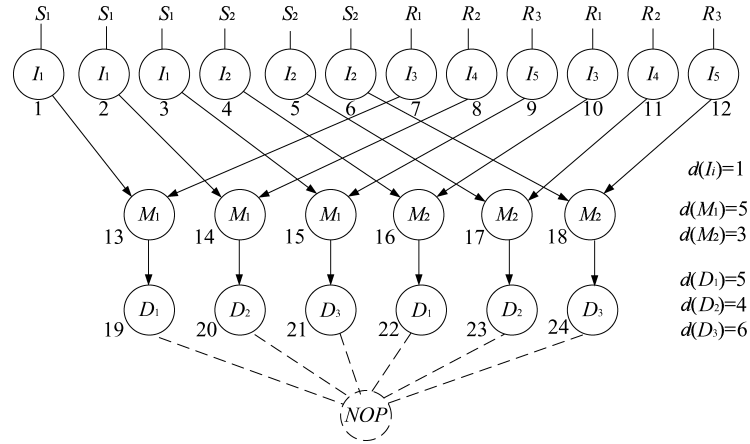 S1 S1 S1 S2 S2 S2 R1 R2 R3 R1 R2 R3
I1 I1 I1 I2 I2 I2 I3 I4 I5 I3 I4 I5
1 2 3 4 5 6 7 8 9 10 11 12
d(Ii)=1
M1 M1 M1 M2 M2 M2
d(M1)=5
13 14 15 16 17 18
d(M2)=3
d(D1)=5
D1 D2 D3 D1 D2 D3
d(D2)=4
19 20 21 22 23 24
d(D3)=6
NOP